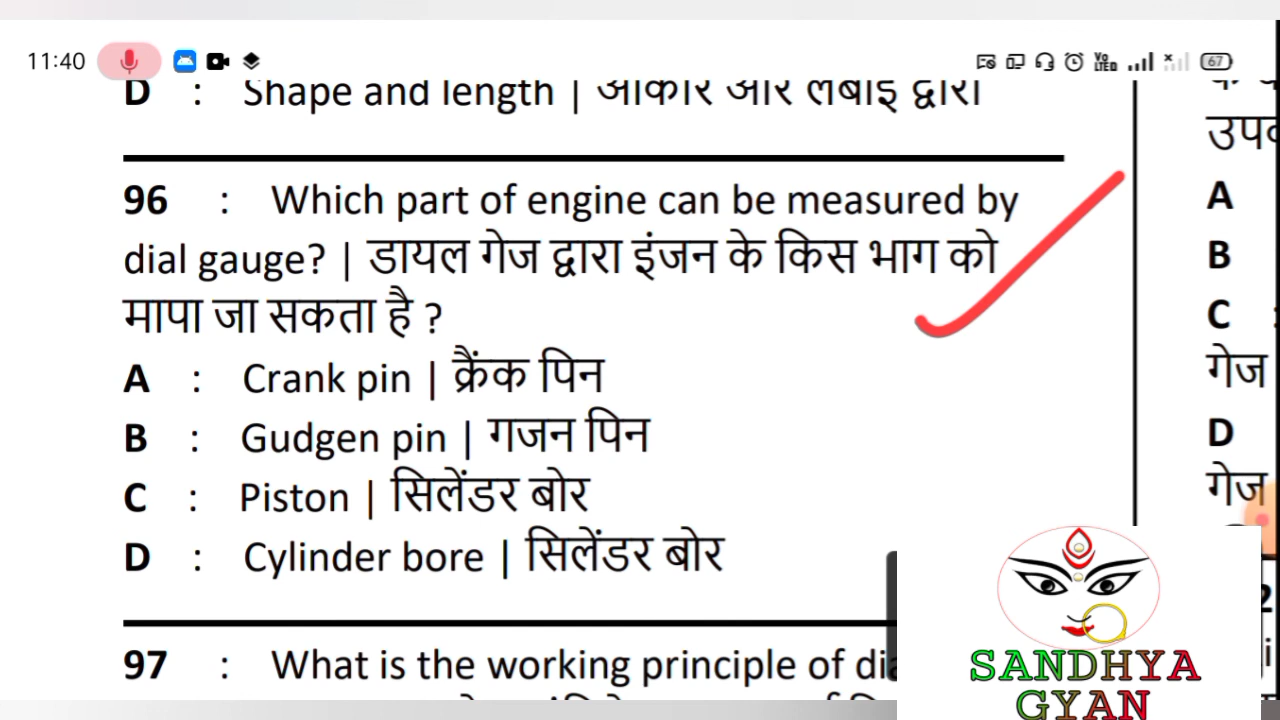 11:40
67
D : Shape and length | आकार और लंबाई द्वारा
96 : Which part of engine can be measured by
dial gauge? | डायल गेज द्वारा इंजन के किस भाग को
मापा जा सकता है ?
A : Crank pin | क्रैंक पिन
B : Gudgen pin | गजन पिन
C : Piston | सिलेंडर बोर
D : Cylinder bore | सिलेंडर बोर
97 : What is the working principle of
A
B
C :
गेज
D
गेज
SANDHYA
GYAN